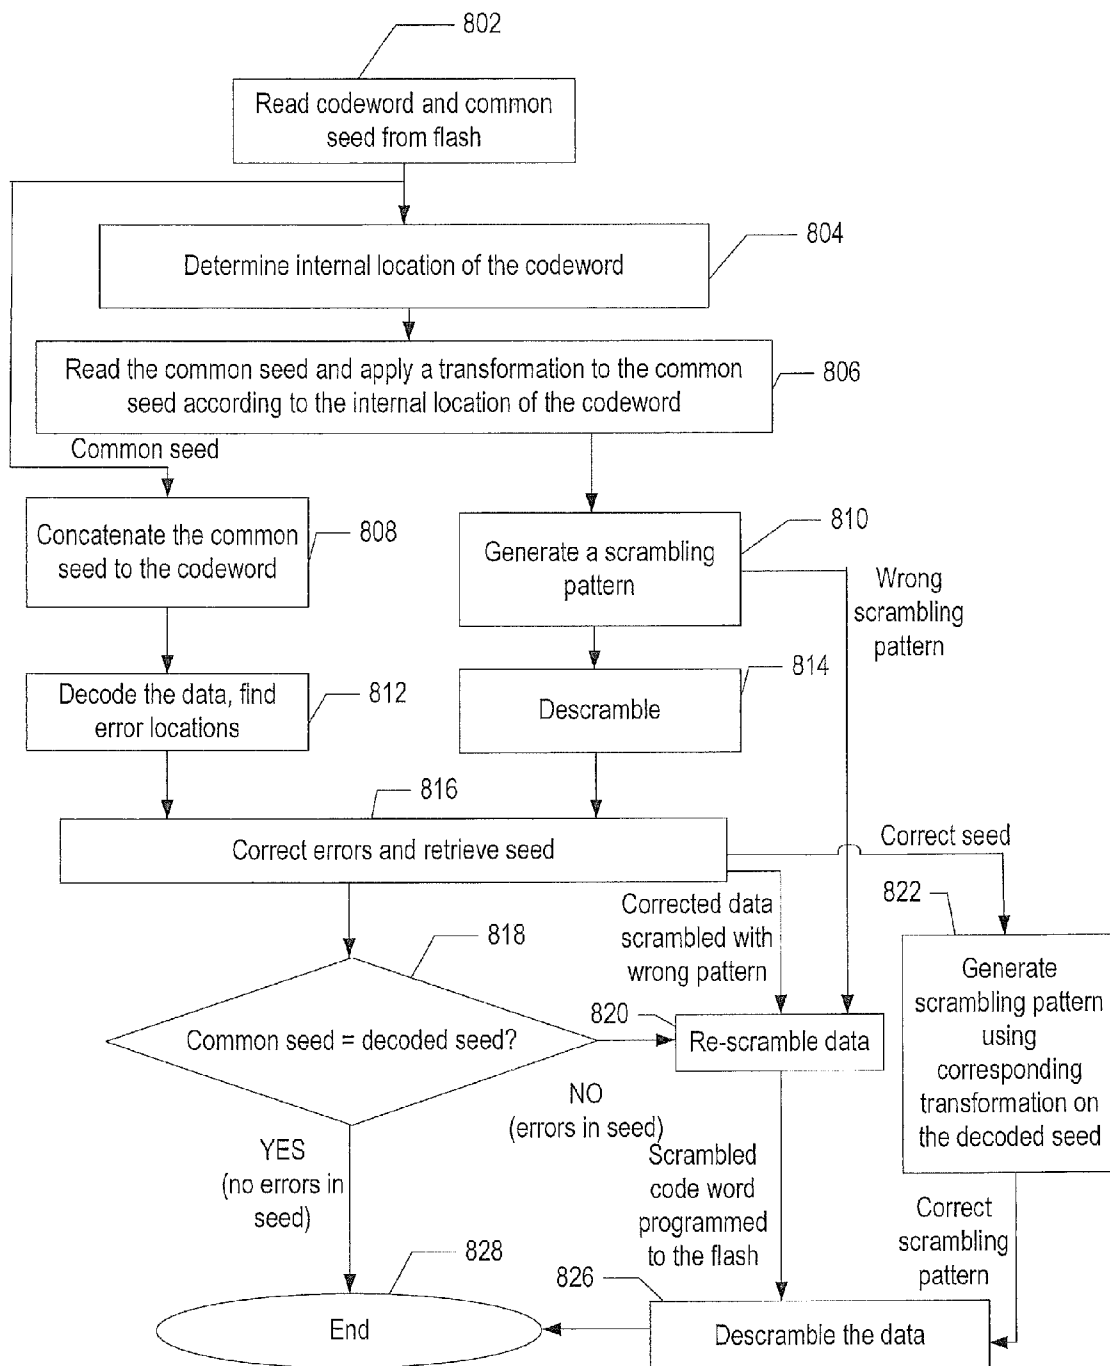 802
Read codeword and common
seed from flash
804
Determine internal location of the codeword
Read the common seed and apply a transformation to the common
seed according to the internal location of the codeword
806
Common seed
Concatenate the common
seed to the codeword
808
Generate a scrambling
pattern
810
Wrong
scrambling
pattern
Decode the data, find
error locations
812
Descramble
814
816
Correct errors and retrieve seed
Correct seed
Corrected data
scrambled with
wrong pattern
822
Generate
scrambling pattern
using
corresponding
transformation on
the decoded seed
818
Common seed = decoded seed?
820
Re-scramble data
NO
(errors in seed)
YES
(no errors in
seed)
Scrambled
code word
programmed
to the flash
Correct
scrambling
pattern
828
End
826
Descramble the data